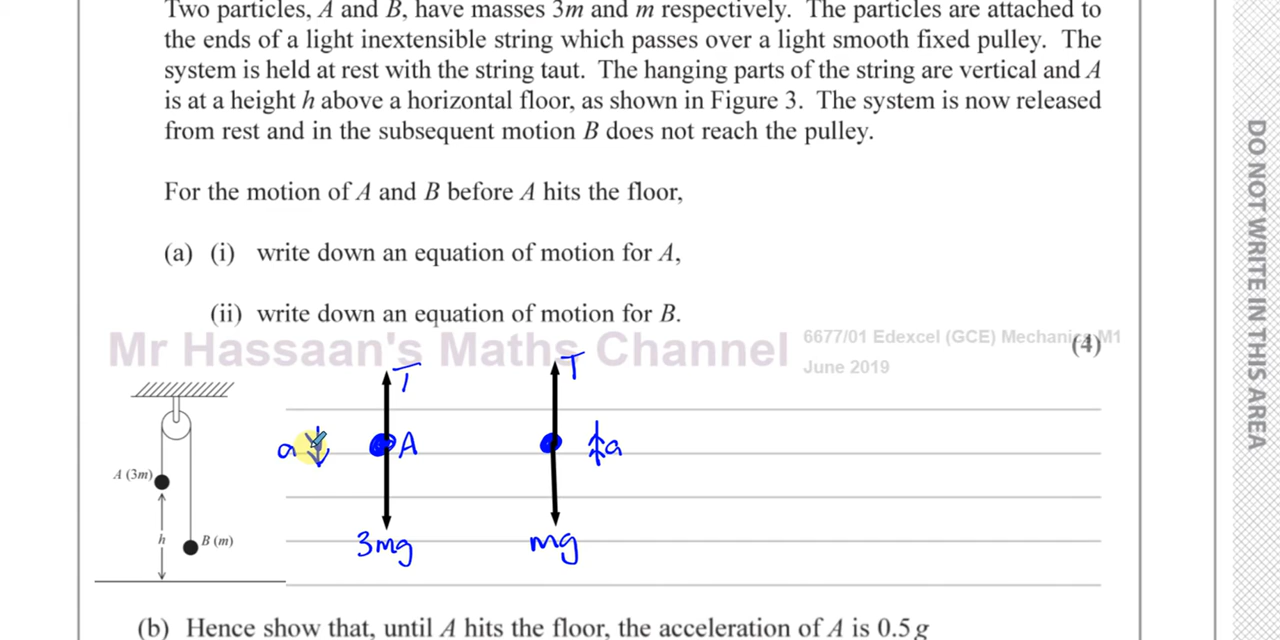 Two particles, A and B, have masses 3m and m respectively. The particles are attached to
the ends of a light inextensible string which passes over a light smooth fixed pulley. The
system is held at rest with the string taut. The hanging parts of the string are vertical and A
is at a height h above a horizontal floor, as shown in Figure 3. The system is now released
from rest and in the subsequent motion B does not reach the pulley.
For the motion of A and B before A hits the floor,
(a) (i) write down an equation of motion for A,
(ii) write down an equation of motion for B.
(4)
Mr Hassaan's Maths Channel
6677/01 Edexcel (GCE) Mechanics M1
June 2019
T
T
a
A
a
A (3m)
h
B (m)
3mg
mg
(b) Hence show that, until A hits the floor, the acceleration of A is 0.5g
DO NOT WRITE IN THIS AREA